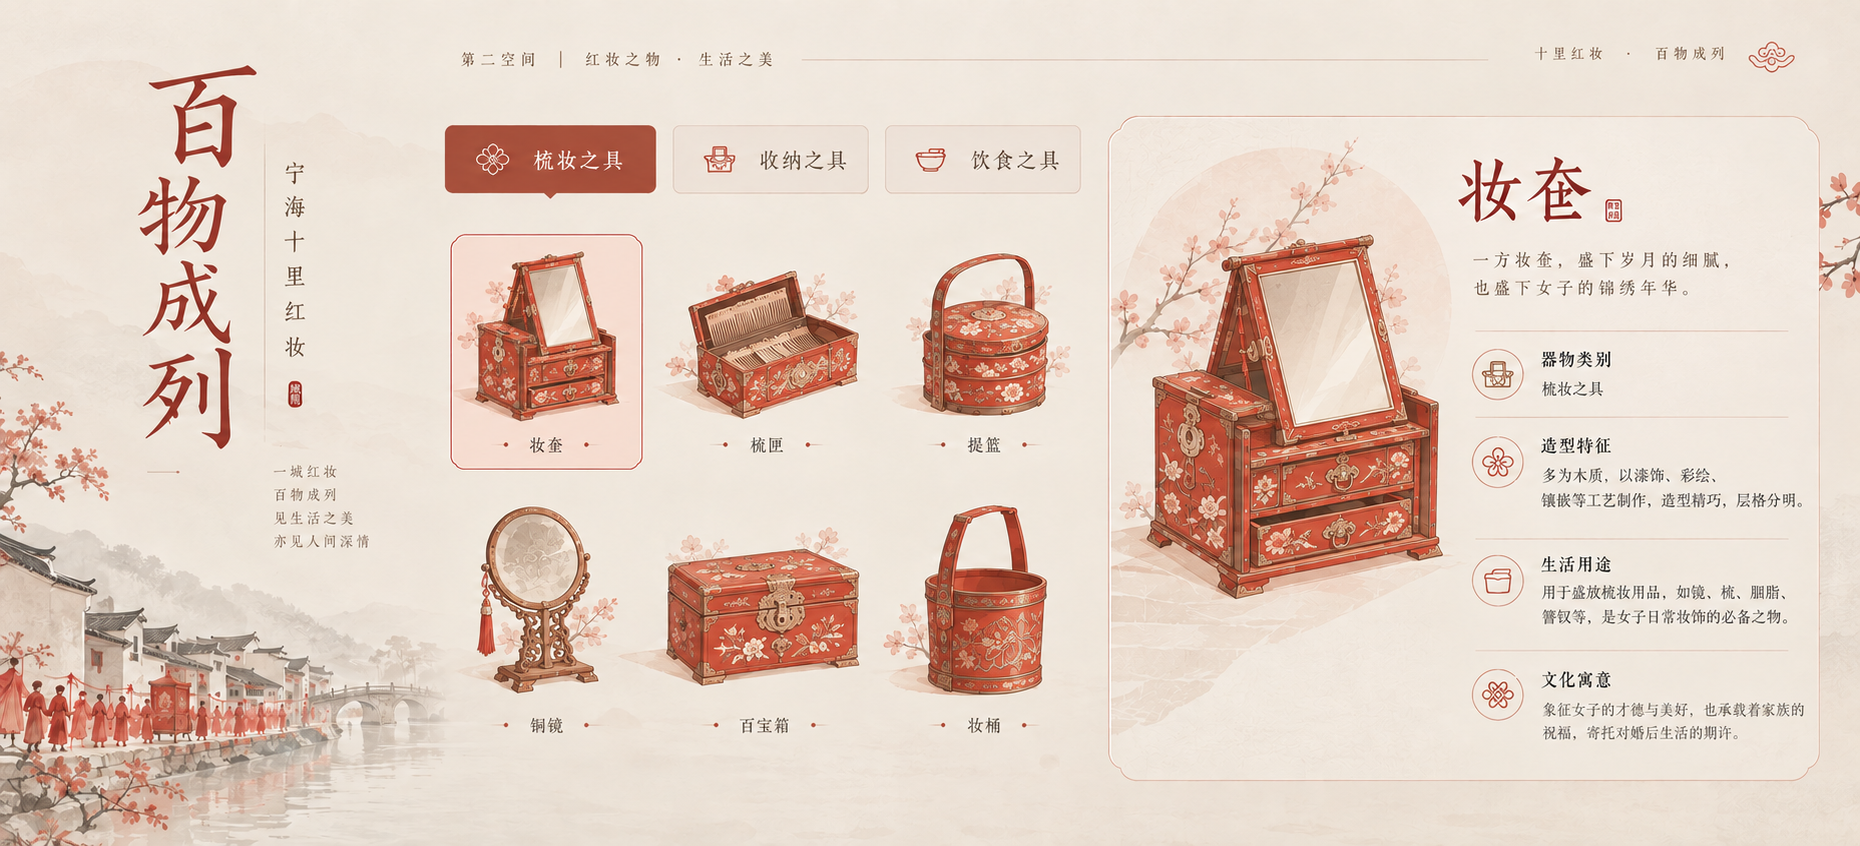 百物成列
宁海十里红妆
一城红妆
百物成列
见生活之美
亦见人间深情
第二空间 | 红妆之物 · 生活之美
十里红妆 · 百物成列
梳妆之具
收纳之具
饮食之具
妆奁
梳匣
提篮
铜镜
百宝箱
妆桶
妆奁
一方妆奁，盛下岁月的细腻，
也盛下女子的锦绣年华。
器物类别
梳妆之具
造型特征
多为木质，以漆饰、彩绘、
镶嵌等工艺制作，造型精巧，层格分明。
生活用途
用于盛放梳妆用品，如镜、梳、胭脂、
簪钗等，是女子日常妆饰的必备之物。
文化寓意
象征女子的才德与美好，也承载着家族的
祝福，寄托对婚后生活的期许。